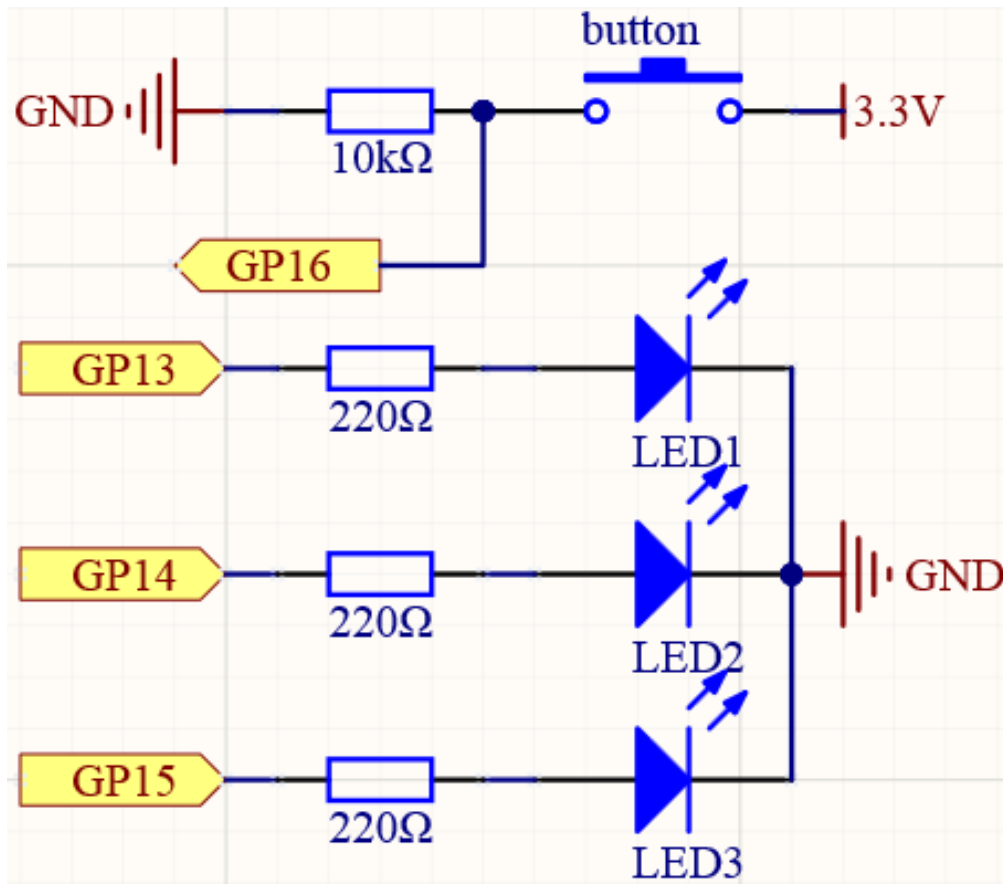 button
GND
3.3V
10kΩ
GP16
GP13
220Ω
LED1
GP14
220Ω
GND
LED2
GP15
220Ω
LED3